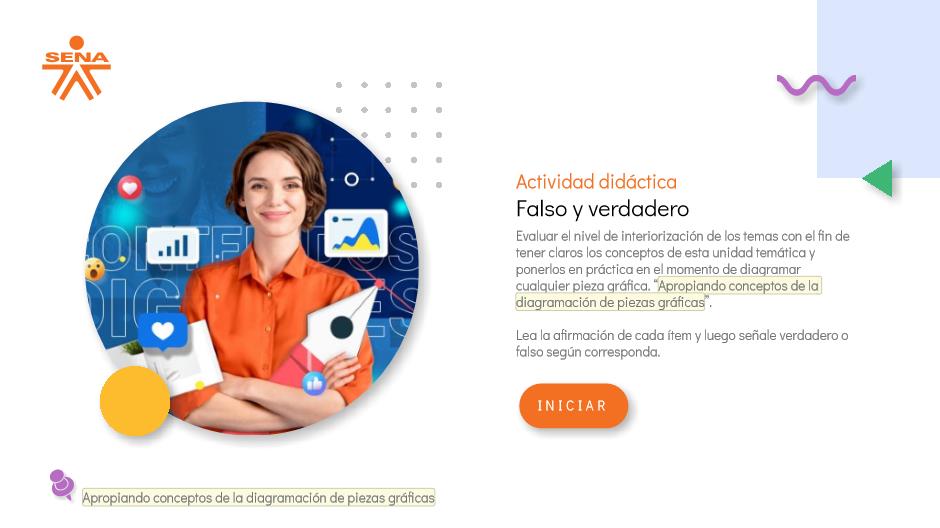 SENA
CONTENIDOS
DIGITALES
Actividad didáctica
Falso y verdadero
Evaluar el nivel de interiorización de los temas con el fin de
tener claros los conceptos de esta unidad temática y
ponerlos en práctica en el momento de diagramar
cualquier pieza gráfica. “Apropiando conceptos de la
diagramación de piezas gráficas”.
Lea la afirmación de cada ítem y luego señale verdadero o
falso según corresponda.
INICIAR
Apropiando conceptos de la diagramación de piezas gráficas